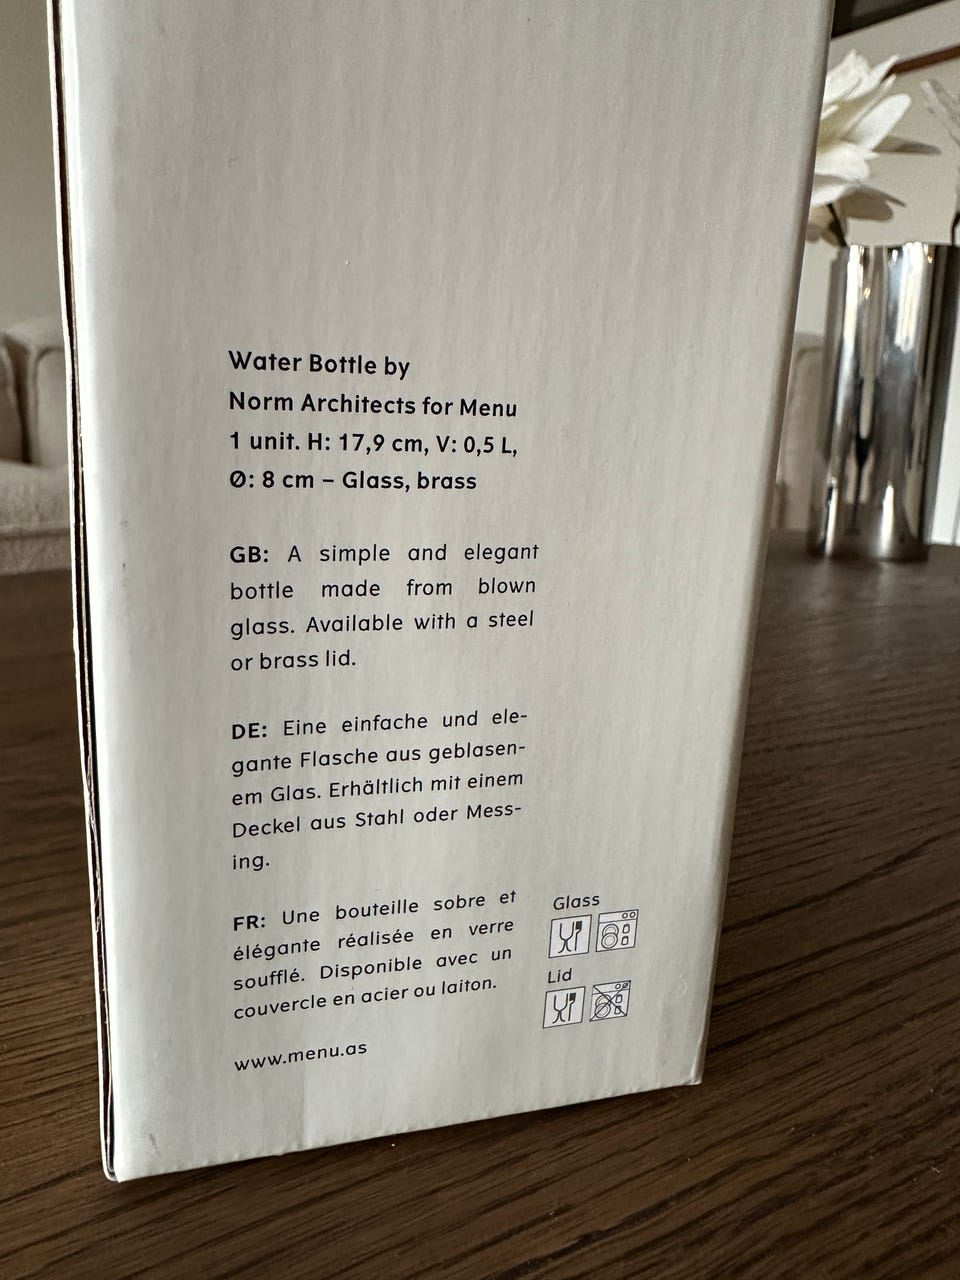 Water Bottle by
Norm Architects for Menu
1 unit. H: 17,9 cm, V: 0,5 L,
Ø: 8 cm – Glass, brass
GB: A simple and elegant
bottle made from blown
glass. Available with a steel
or brass lid.
DE: Eine einfache und ele-
gante Flasche aus geblasen-
em Glas. Erhältlich mit einem
Deckel aus Stahl oder Mess-
ing.
FR: Une bouteille sobre et
élégante réalisée en verre
soufflé. Disponible avec un
couvercle en acier ou laiton.
www.menu.as
Glass
Lid